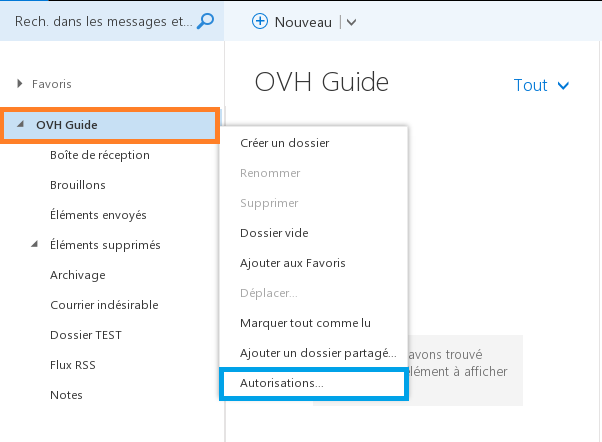 Rech. dans les messages et...
Nouveau
Favoris
OVH Guide
Boîte de réception
Brouillons
Éléments envoyés
Éléments supprimés
Archivage
Courrier indésirable
Dossier TEST
Flux RSS
Notes
OVH Guide
Tout
Créer un dossier
Renommer
Supprimer
Dossier vide
Ajouter aux Favoris
Déplacer...
Marquer tout comme lu
Ajouter un dossier partagé...
Autorisations...
avons trouvé
élément à afficher